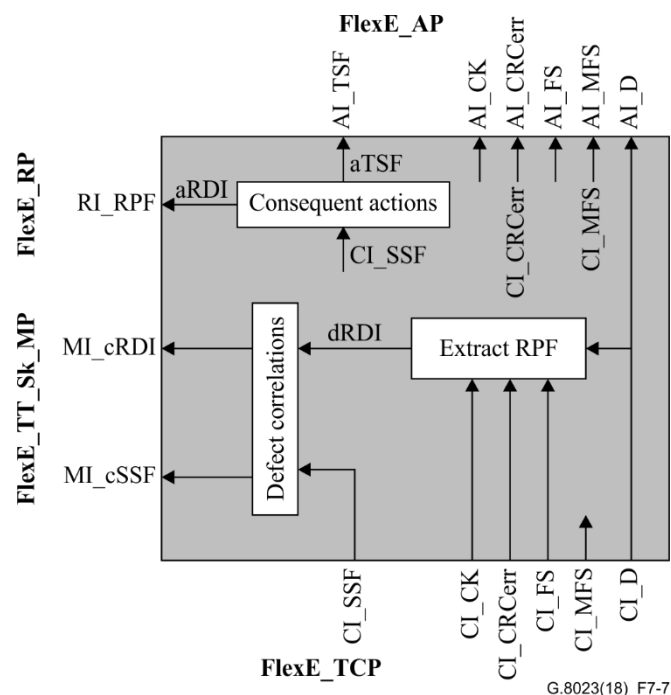 FlexE_AP
AI_TSF
AI_CK
AI_CRCerr
AI_FS
AI_MFS
AI_D
FlexE_RP
RI_RPF
aRDI
aTSF
Consequent actions
CI_SSF
CI_CRCerr
CI_MFS
FlexE_TT_Sk_MP
MI_cRDI
MI_cSSF
Defect correlations
dRDI
Extract RPF
CI_SSF
CI_CK
CI_CRCerr
CI_FS
CI_MFS
CI_D
FlexE_TCP
G.8023(18)_F7-7